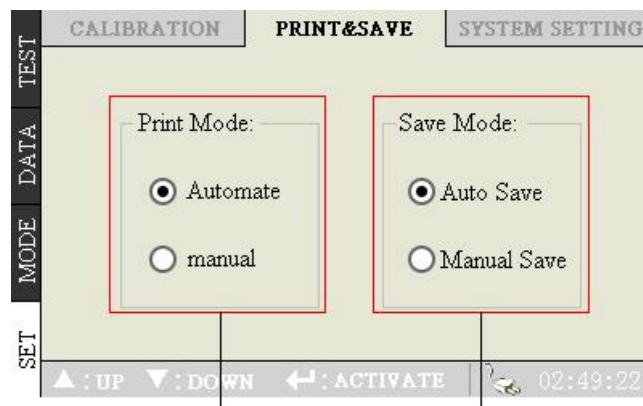 CALIBRATION PRINT&SAVE SYSTEM SETTING
TEST
DATA
MODE
SET
Print Mode:
Automate
manual
Save Mode:
Auto Save
Manual Save
▲:UP ▼:DOWN ↵:ACTIVATE 02:49:22